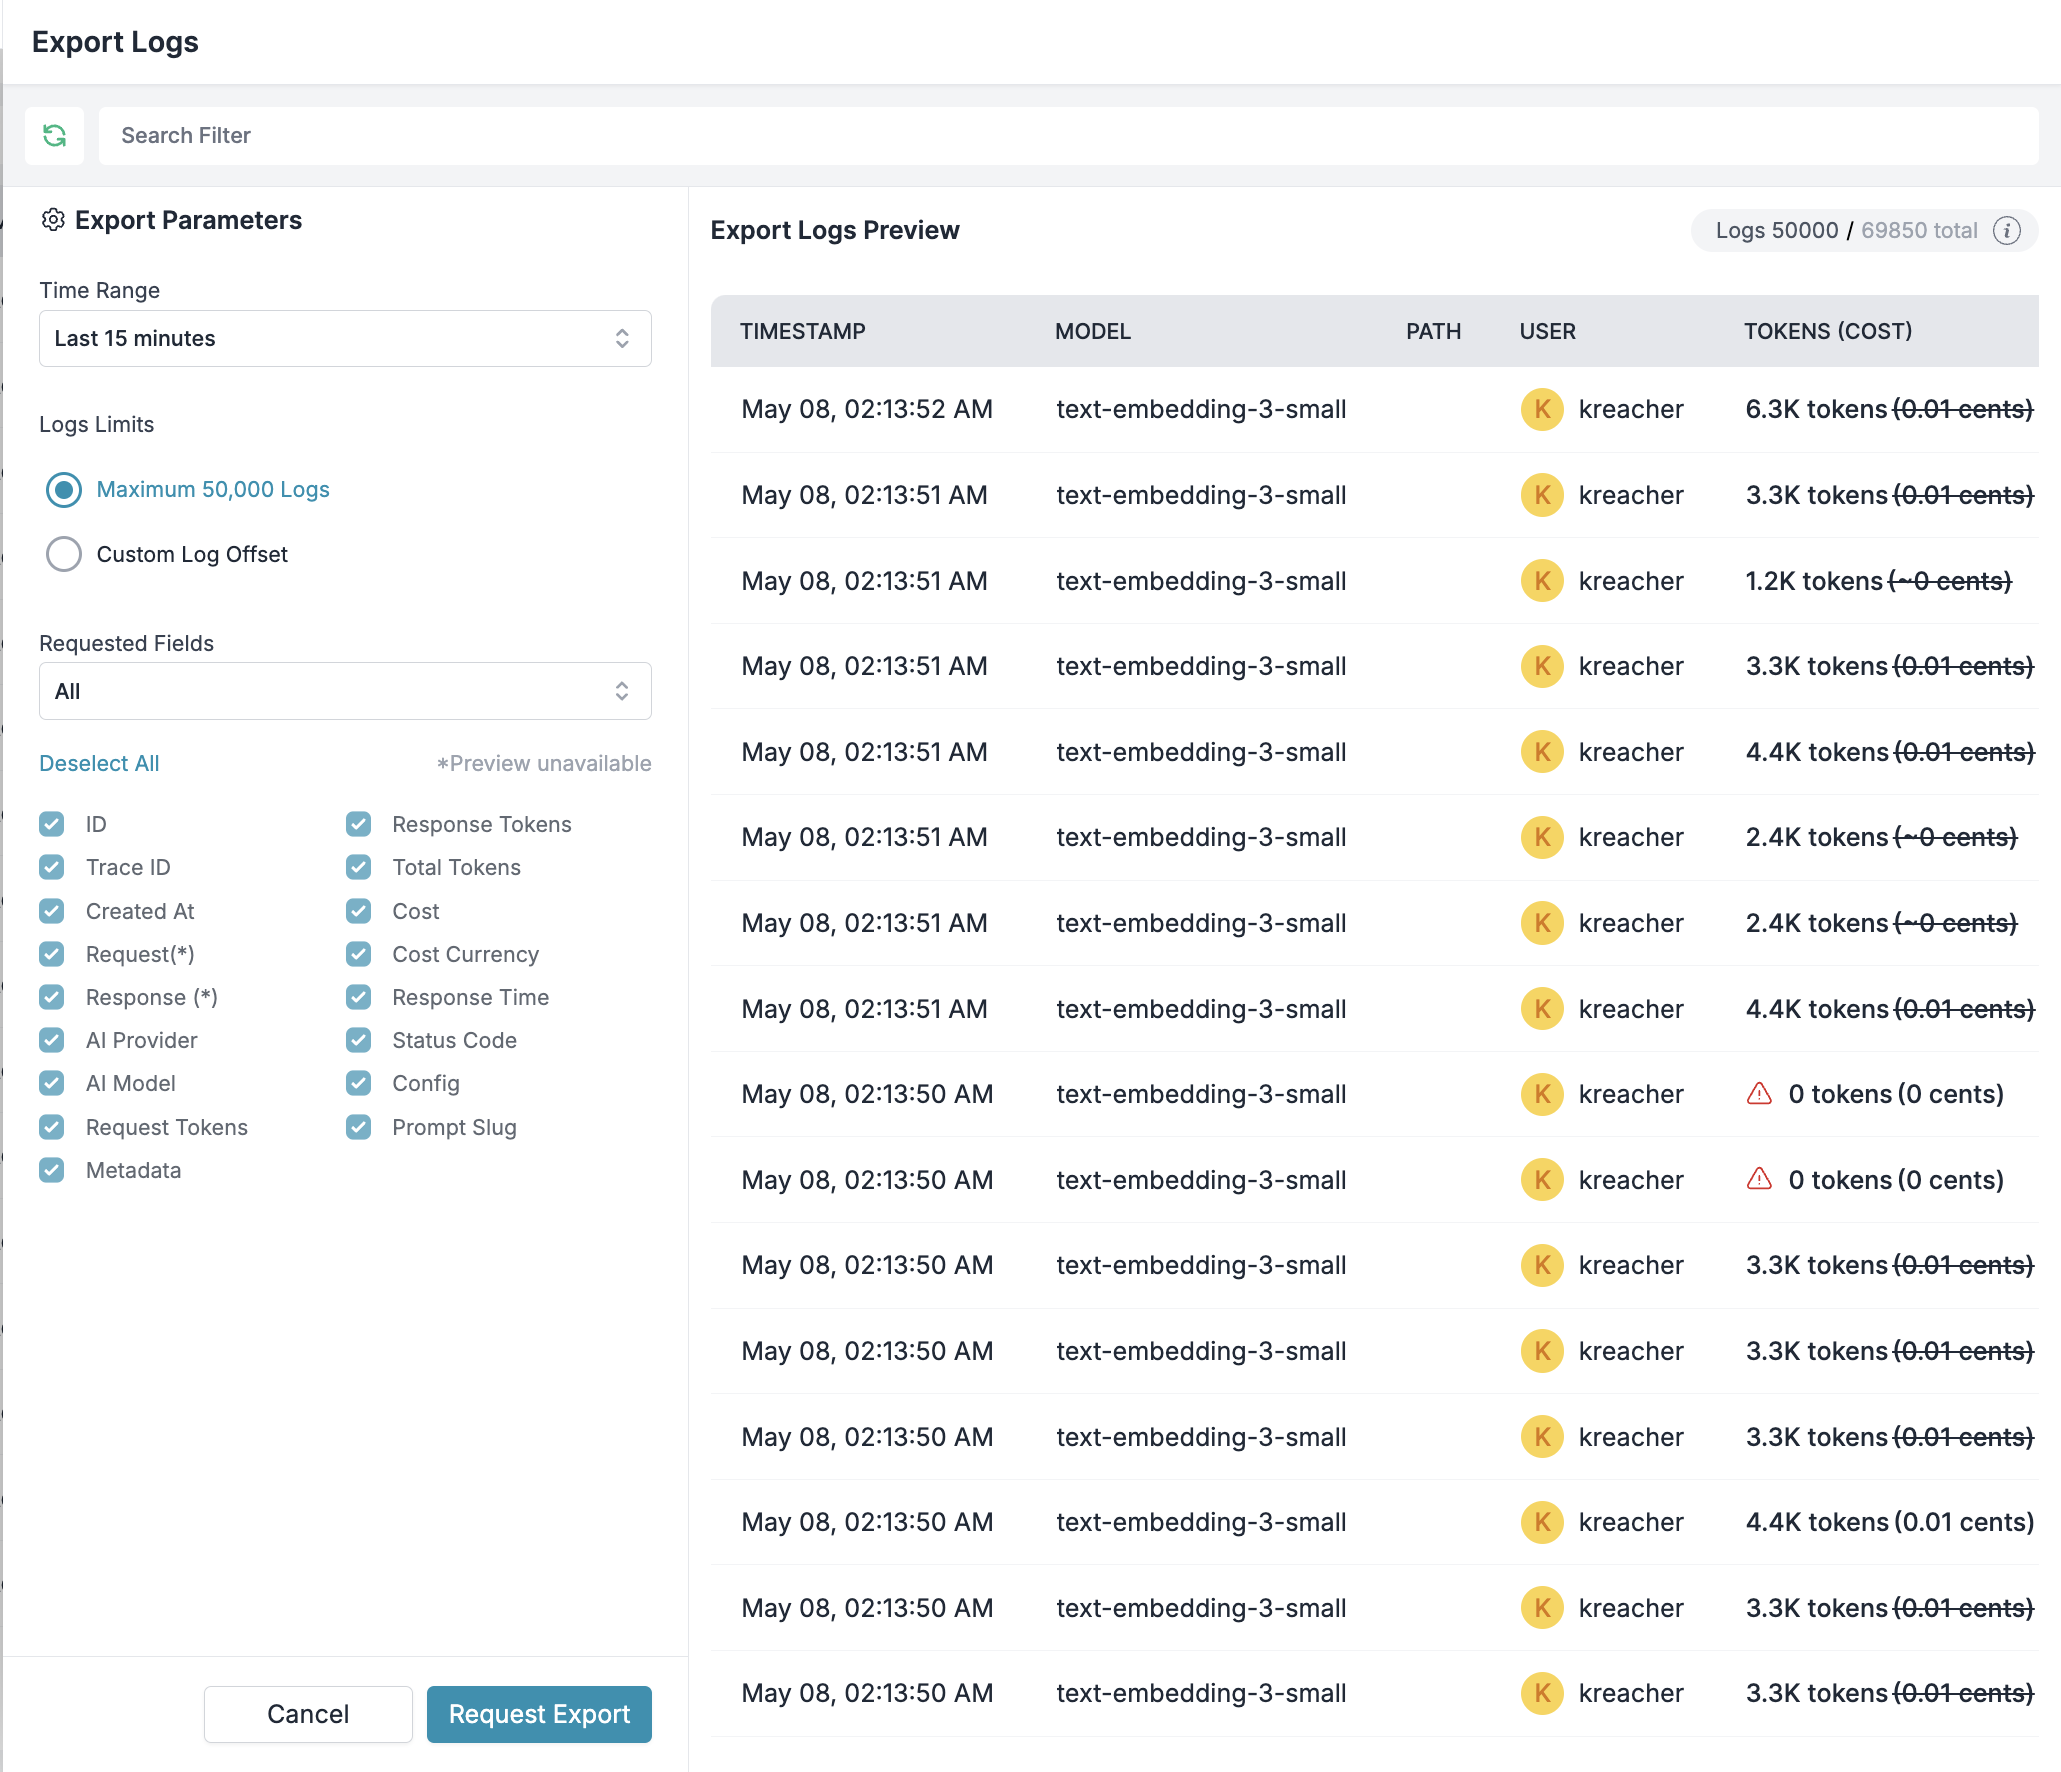 Export Logs
Search Filter
Export Parameters
Time Range
Last 15 minutes
Logs Limits
Maximum 50,000 Logs
Custom Log Offset
Requested Fields
All
Deselect All *Preview unavailable
ID Response Tokens
Trace ID Total Tokens
Created At Cost
Request(*) Cost Currency
Response (*) Response Time
AI Provider Status Code
AI Model Config
Request Tokens Prompt Slug
Metadata
Cancel Request Export
Export Logs Preview Logs 50000 / 69850 total i
TIMESTAMP MODEL PATH USER TOKENS (COST)
May 08, 02:13:52 AM text-embedding-3-small K kreacher 6.3K tokens (0.01 cents)
May 08, 02:13:51 AM text-embedding-3-small K kreacher 3.3K tokens (0.01 cents)
May 08, 02:13:51 AM text-embedding-3-small K kreacher 1.2K tokens (~0 cents)
May 08, 02:13:51 AM text-embedding-3-small K kreacher 3.3K tokens (0.01 cents)
May 08, 02:13:51 AM text-embedding-3-small K kreacher 4.4K tokens (0.01 cents)
May 08, 02:13:51 AM text-embedding-3-small K kreacher 2.4K tokens (~0 cents)
May 08, 02:13:51 AM text-embedding-3-small K kreacher 2.4K tokens (~0 cents)
May 08, 02:13:51 AM text-embedding-3-small K kreacher 4.4K tokens (0.01 cents)
May 08, 02:13:50 AM text-embedding-3-small K kreacher 0 tokens (0 cents)
May 08, 02:13:50 AM text-embedding-3-small K kreacher 0 tokens (0 cents)
May 08, 02:13:50 AM text-embedding-3-small K kreacher 3.3K tokens (0.01 cents)
May 08, 02:13:50 AM text-embedding-3-small K kreacher 3.3K tokens (0.01 cents)
May 08, 02:13:50 AM text-embedding-3-small K kreacher 3.3K tokens (0.01 cents)
May 08, 02:13:50 AM text-embedding-3-small K kreacher 4.4K tokens (0.01 cents)
May 08, 02:13:50 AM text-embedding-3-small K kreacher 3.3K tokens (0.01 cents)
May 08, 02:13:50 AM text-embedding-3-small K kreacher 3.3K tokens (0.01 cents)